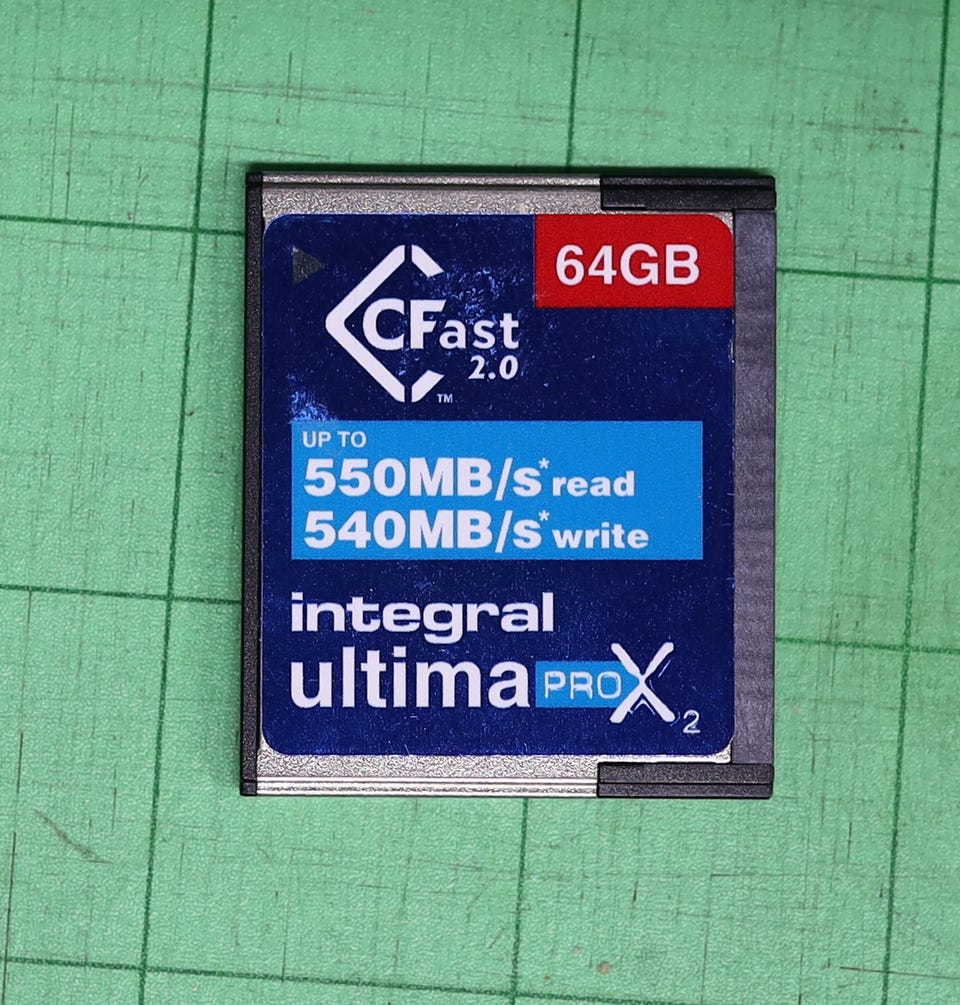 64GB
CFast
2.0
™
UP TO
550MB/s* read
540MB/s* write
integral
ultima PRO X
2